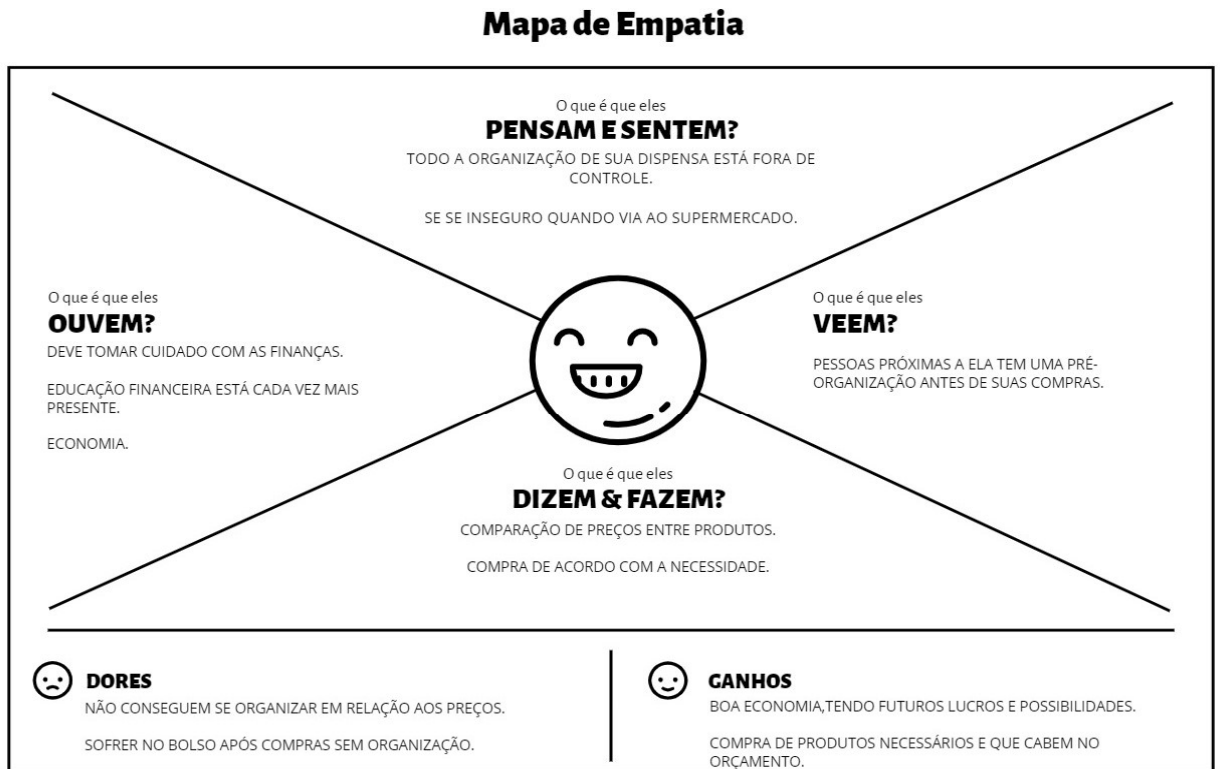 Mapa de Empatia
O que é que eles
PENSAM E SENTEM?
TODO A ORGANIZAÇÃO DE SUA DISPENSA ESTÁ FORA DE
CONTROLE.
SE SE INSEGURO QUANDO VIA AO SUPERMERCADO.
O que é que eles
OUVEM?
DEVE TOMAR CUIDADO COM AS FINANÇAS.
EDUCAÇÃO FINANCEIRA ESTÁ CADA VEZ MAIS
PRESENTE.
ECONOMIA.
O que é que eles
VEEM?
PESSOAS PRÓXIMAS A ELA TEM UMA PRÉ-
ORGANIZAÇÃO ANTES DE SUAS COMPRAS.
O que é que eles
DIZEM & FAZEM?
COMPARAÇÃO DE PREÇOS ENTRE PRODUTOS.
COMPRA DE ACORDO COM A NECESSIDADE.
DORES
NÃO CONSEGUEM SE ORGANIZAR EM RELAÇÃO AOS PREÇOS.
SOFRER NO BOLSO APÓS COMPRAS SEM ORGANIZAÇÃO.
GANHOS
BOA ECONOMIA,TENDO FUTUROS LUCROS E POSSIBILIDADES.
COMPRA DE PRODUTOS NECESSÁRIOS E QUE CABEM NO
ORÇAMENTO.